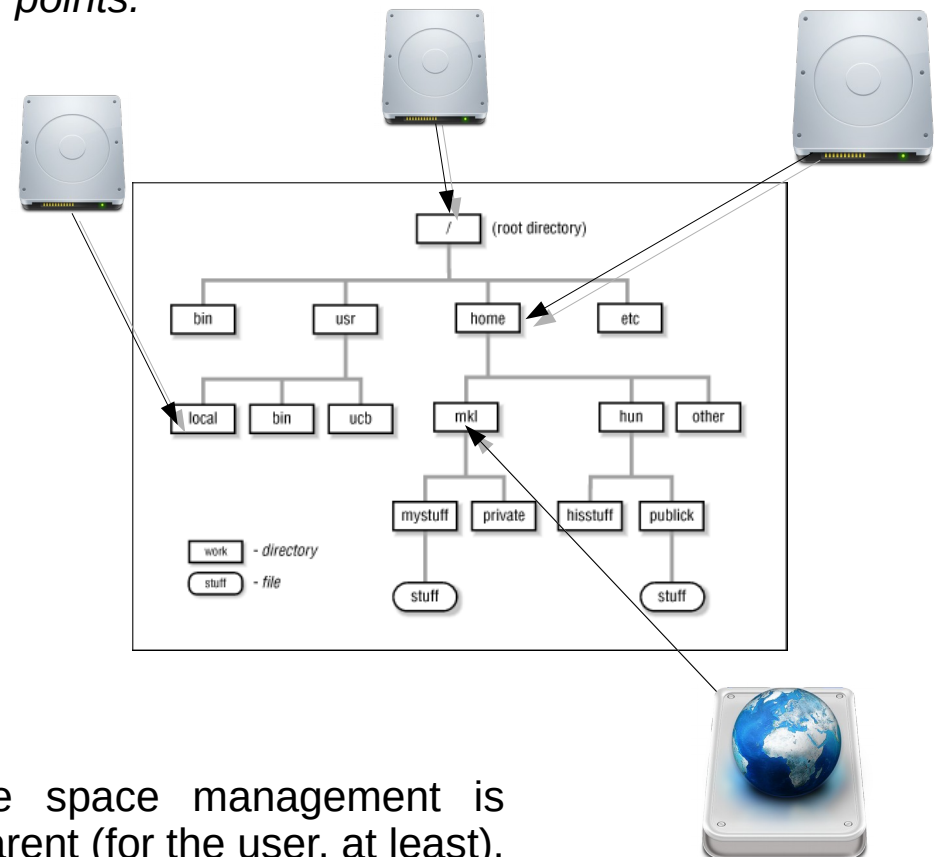 points.
/ (root directory)
bin usr home etc
local bin ucb mkl hun other
mystuff private hisstuff publick
work - directory
stuff - file
stuff stuff
space management is
(for the user, at least).